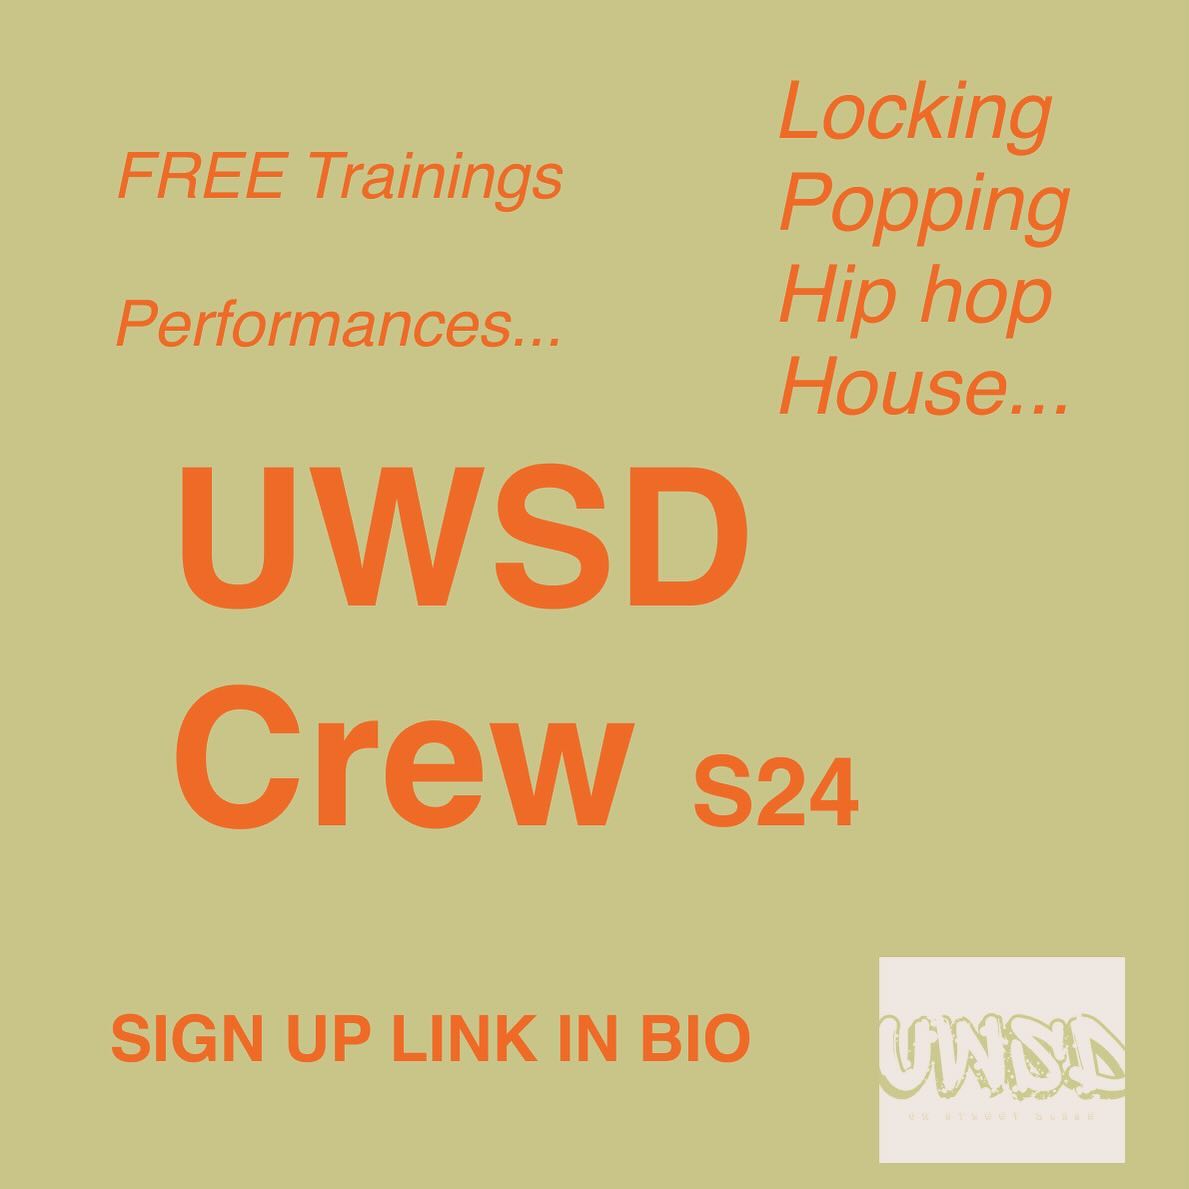 FREE Trainings
Performances...
Locking
Popping
Hip hop
House...
UWSD
Crew S24
SIGN UP LINK IN BIO
UWSD